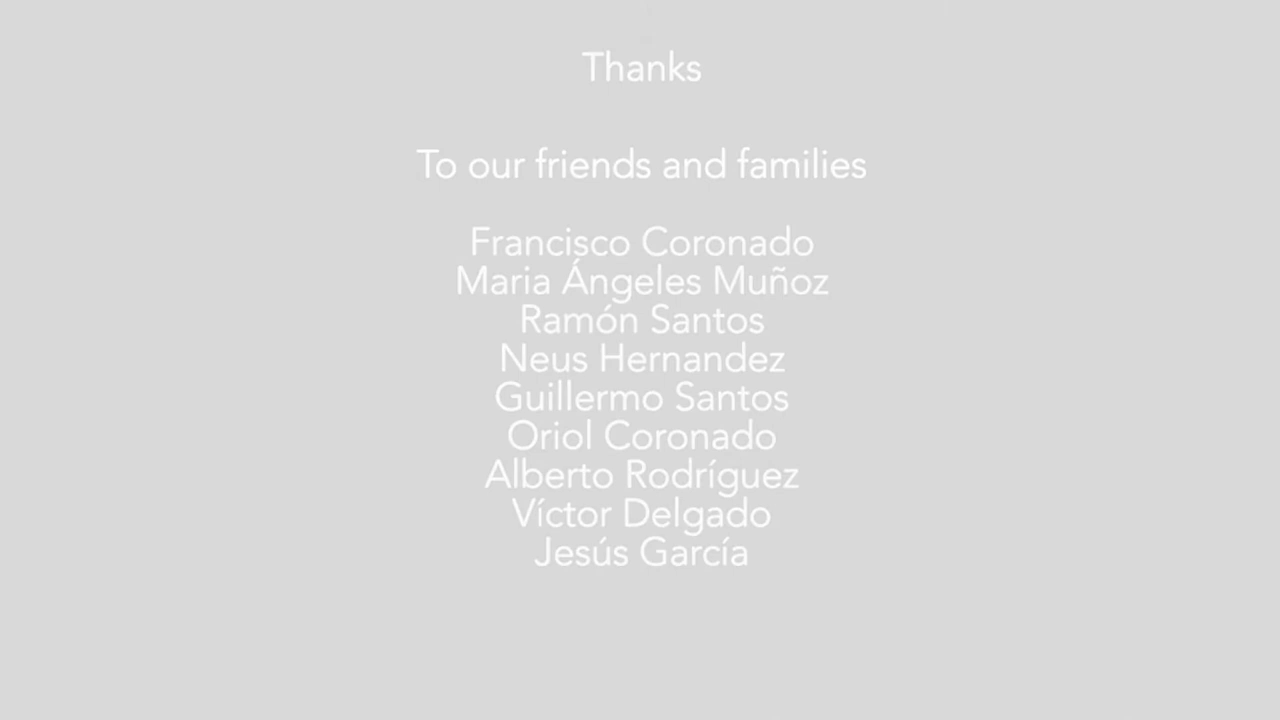 Thanks
To our friends and families
Francisco Coronado
Maria Ángeles Muñoz
Ramón Santos
Neus Hernandez
Guillermo Santos
Oriol Coronado
Alberto Rodríguez
Víctor Delgado
Jesús García